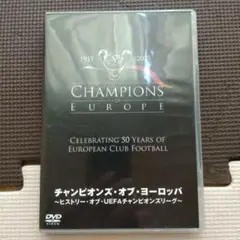 CHAMPIONS
OF
EUROPE
CELEBRATING 50 YEARS OF
EUROPEAN CLUB FOOTBALL
チャンピオンズ・オブ・ヨーロッパ
〜ヒストリー・オブ・UEFAチャンピオンズリーグ〜
DVD
VIDEO